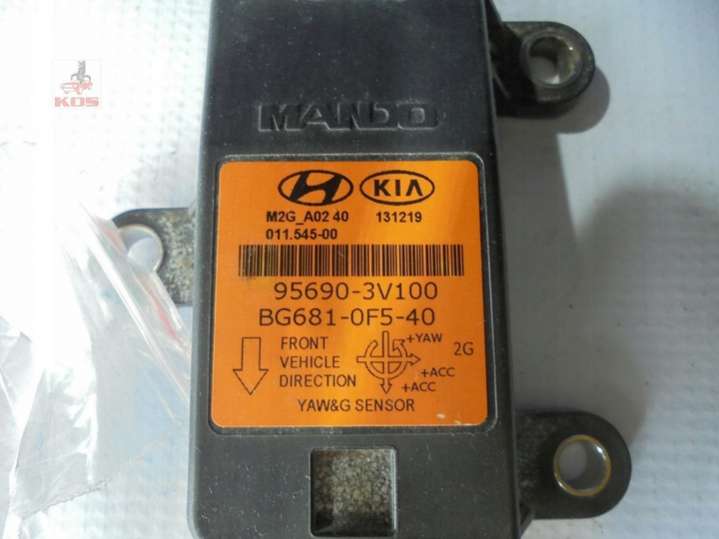 KOS
MANDO
KIA
M2G_A02 40 131219
011.545-00
95690-3V100
BG681-0F5-40
FRONT
VEHICLE
DIRECTION
+YAW 2G
+ACC
+ACC
YAW&G SENSOR